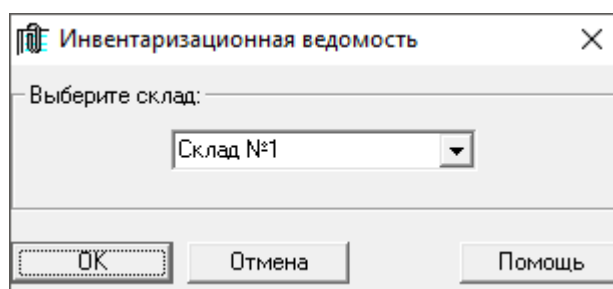 Инвентаризационная ведомость
Выберите склад:
Склад №1
OK Отмена Помощь